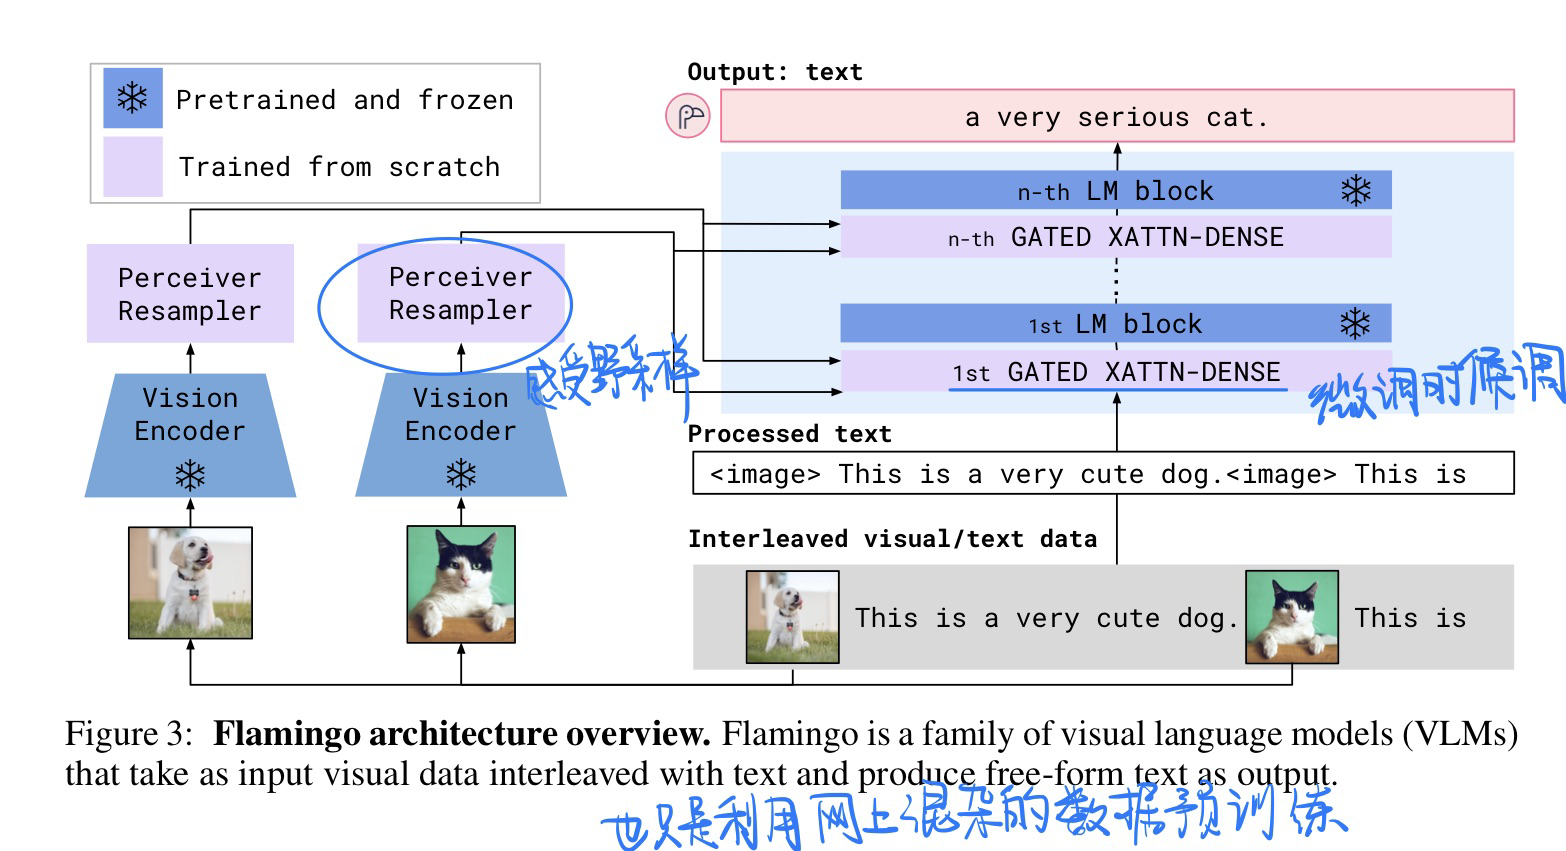 Pretrained and frozen
Trained from scratch
Output: text
a very serious cat.
n-th LM block
n-th GATED XATTN-DENSE
1st LM block
1st GATED XATTN-DENSE
微调时候调
Perceiver
Resampler
Perceiver
Resampler
感受野采样
Vision
Encoder
Vision
Encoder
Processed text
<image> This is a very cute dog.<image> This is
Interleaved visual/text data
This is a very cute dog.
This is
Figure 3: Flamingo architecture overview. Flamingo is a family of visual language models (VLMs)
that take as input visual data interleaved with text and produce free-form text as output.
也只是利用网上混杂的数据预训练